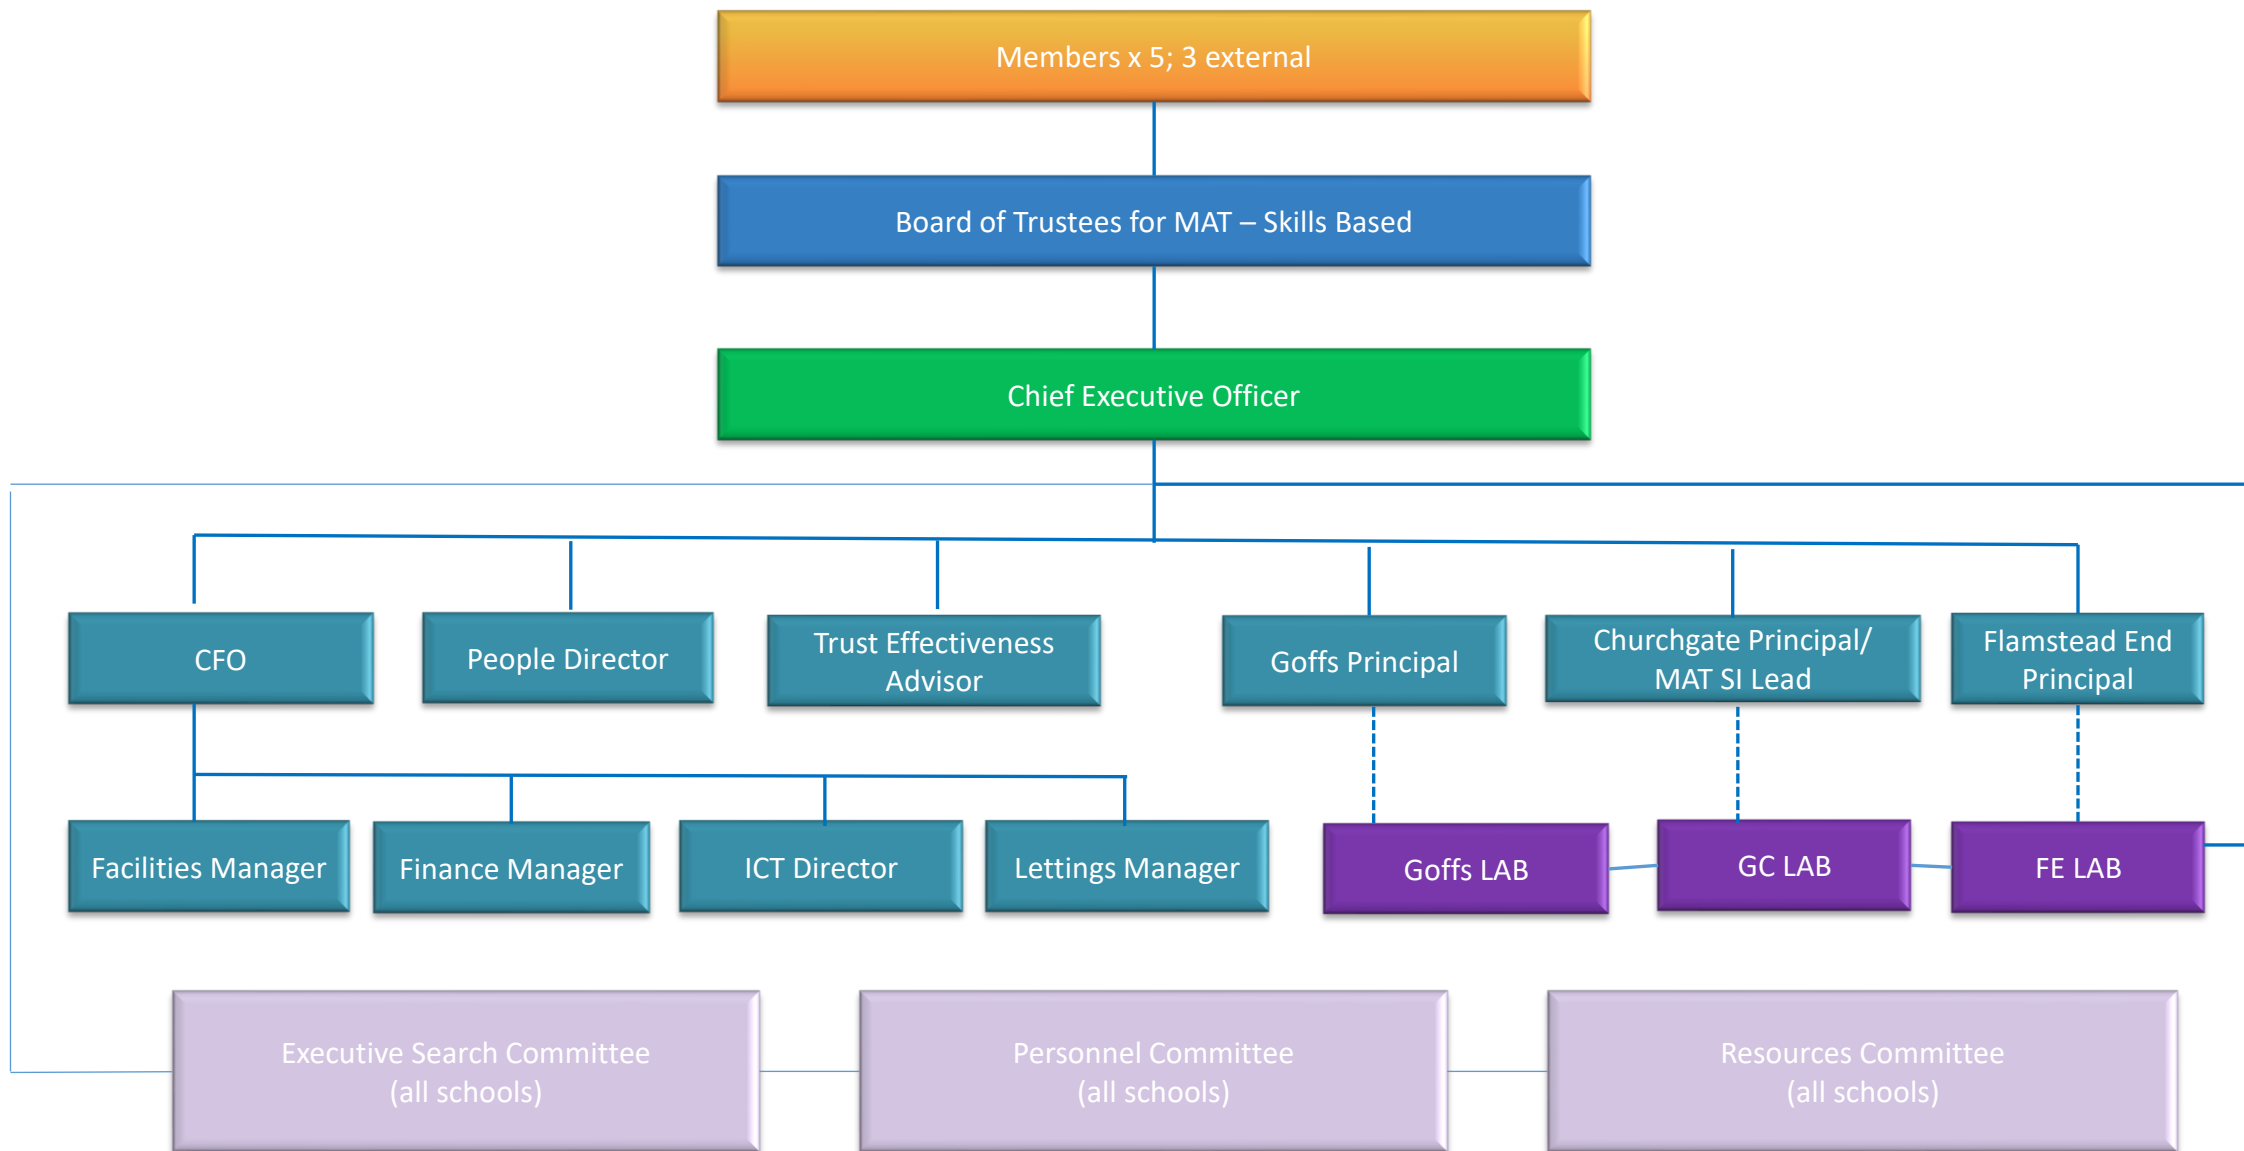 Members x 5; 3 external
Board of Trustees for MAT – Skills Based
Chief Executive Officer
CFO
People Director
Trust Effectiveness
Advisor
Goffs Principal
Churchgate Principal/
MAT SI Lead
Flamstead End
Principal
Facilities Manager
Finance Manager
ICT Director
Lettings Manager
Goffs LAB
GC LAB
FE LAB
Executive Search Committee
(all schools)
Personnel Committee
(all schools)
Resources Committee
(all schools)